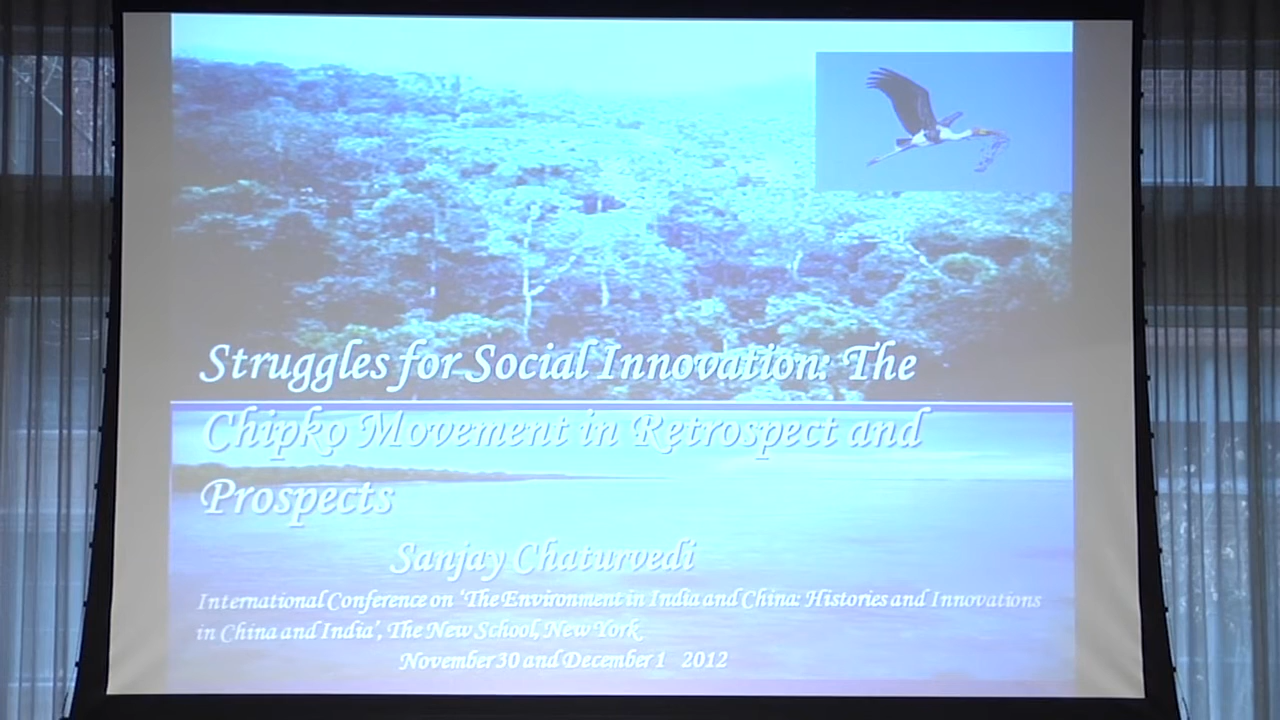 Struggles for Social Innovation: The
Chipko Movement in Retrospect and
Prospects
Sanjay Chaturvedi
International Conference on ‘The Environment in India and China: Histories and Innovations
in China and India’, The New School, New York
November 30 and December 1 2012